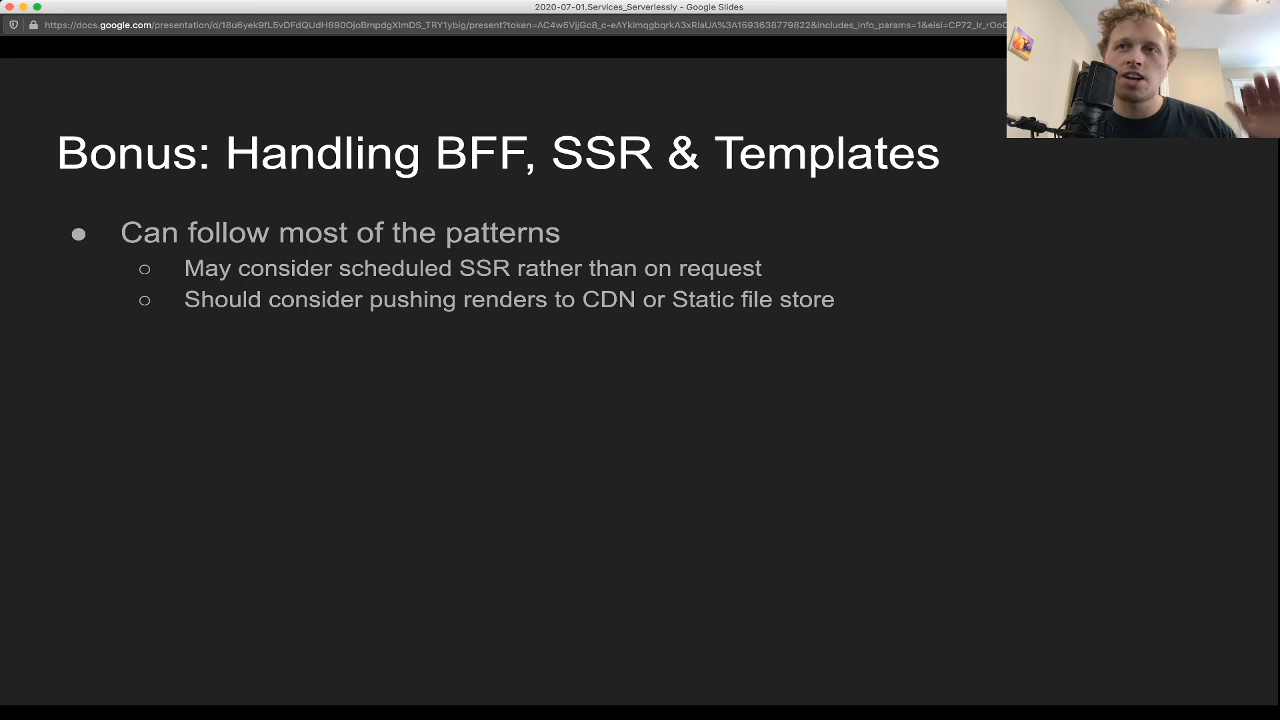 2020-07-01.Services_Serverlessly - Google Slides
Bonus: Handling BFF, SSR & Templates
● Can follow most of the patterns
○ May consider scheduled SSR rather than on request
○ Should consider pushing renders to CDN or Static file store